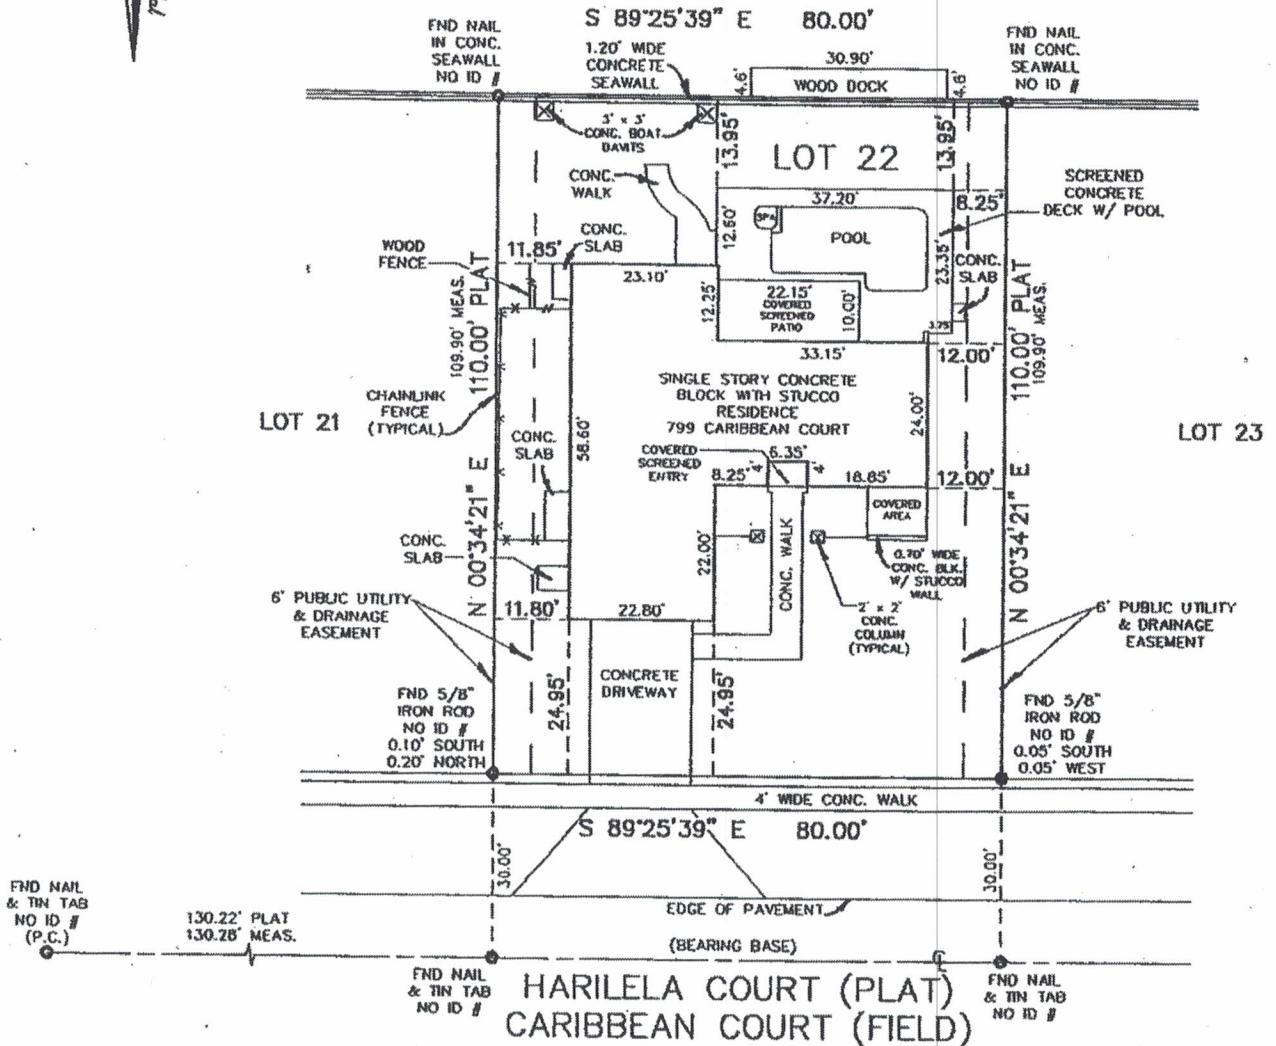 S 89°25'39" E 80.00'
FND NAIL
IN CONC.
SEAWALL
NO ID #
1.20' WIDE
CONCRETE
SEAWALL
4.6'
30.90'
WOOD DOCK
4.6'
FND NAIL
IN CONC.
SEAWALL
NO ID #
3' x 3'
CONC. BOAT
DAVITS
13.95'
LOT 22
13.95'
CONC.
WALK
SCREENED
CONCRETE
DECK W/ POOL
37.20'
8.25'
SPA
POOL
12.60'
23.35'
CONC.
SLAB
WOOD
FENCE
11.85'
CONC.
SLAB
23.10'
12.25'
22.15'
COVERED
SCREENED
PATIO
10.00'
3.75'
33.15'
12.00'
109.90' MEAS.
110.00' PLAT
110.00' PLAT
109.90' MEAS.
CHAINLINK
FENCE
(TYPICAL)
LOT 21
LOT 23
SINGLE STORY CONCRETE
BLOCK WITH STUCCO
RESIDENCE
799 CARIBBEAN COURT
24.00'
58.60'
CONC.
SLAB
COVERED
SCREENED
ENTRY
6.35'
4'
4'
8.25'
18.85'
12.00'
COVERED
AREA
N 00°34'21" E
N 00°34'21" E
CONC.
SLAB
22.00'
CONC. WALK
0.70' WIDE
CONC. BLK.
W/ STUCCO
WALL
2' x 2'
CONC.
COLUMN
(TYPICAL)
6' PUBLIC UTILITY
& DRAINAGE
EASEMENT
6' PUBLIC UTILITY
& DRAINAGE
EASEMENT
11.80'
22.80'
24.95'
CONCRETE
DRIVEWAY
24.95'
FND 5/8"
IRON ROD
NO ID #
0.10' SOUTH
0.20' NORTH
FND 5/8"
IRON ROD
NO ID #
0.05' SOUTH
0.05' WEST
4' WIDE CONC. WALK
S 89°25'39" E 80.00'
30.00'
30.00'
EDGE OF PAVEMENT
FND NAIL
& TIN TAB
NO ID #
(P.C.)
130.22' PLAT
130.28' MEAS.
(BEARING BASE)
FND NAIL
& TIN TAB
NO ID #
FND NAIL
& TIN TAB
NO ID #
HARILELA COURT (PLAT)
CARIBBEAN COURT (FIELD)